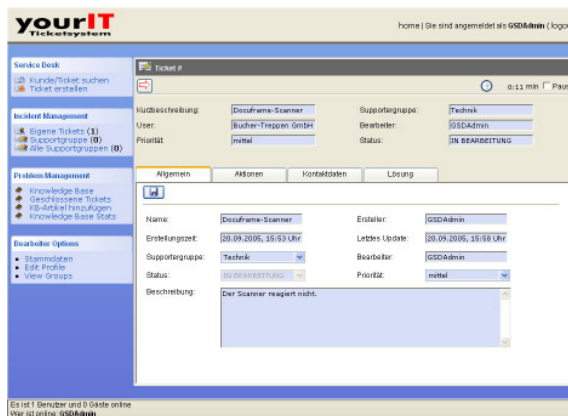 yourIT
Ticketsystem
home | Sie sind angemeldet als GSDAdmin ( logou
Service Desk
Kunde/Ticket suchen
Ticket erstellen
Incident Management
Eigene Tickets (1)
Supportgruppe (0)
Alle Supportgruppen (0)
Problem Management
Knowledge Base
Geschlossene Tickets
KB-Artikel hinzufügen
Knowledge Base Stats
Bearbeiter Options
Stammdaten
Edit Profile
View Groups
Ticket #
0:11 min Paus
Kurzbeschreibung: Docuframe-Scanner Supportergruppe: Technik
User: Bucher-Treppen GmbH Bearbeiter: GSDAdmin
Priorität mittel Status: IN BEARBEITUNG
Allgemein Aktionen Kontaktdaten Lösung
Name: Docuframe-Scanner Ersteller: GSDAdmin
Erstellungszeit: 20.09.2005, 15:53 Uhr Letztes Update: 20.09.2005, 15:58 Uhr
Supportergruppe: Technik Bearbeiter: GSDAdmin
Status: IN BEARBEITUNG Priorität: mittel
Beschreibung: Der Scanner reagiert nicht.
Es ist 1 Benutzer und 0 Gäste online
Wer ist online: GSDAdmin